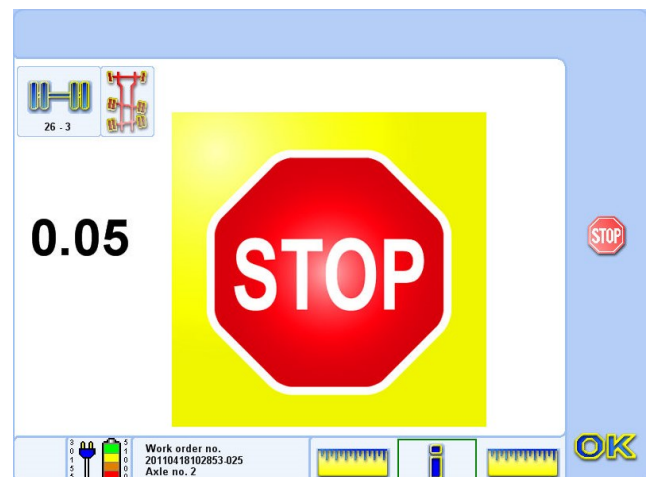 26 - 3
0.05
STOP
STOP
Work order no.
20110418102853-025
Axle no. 2
OK